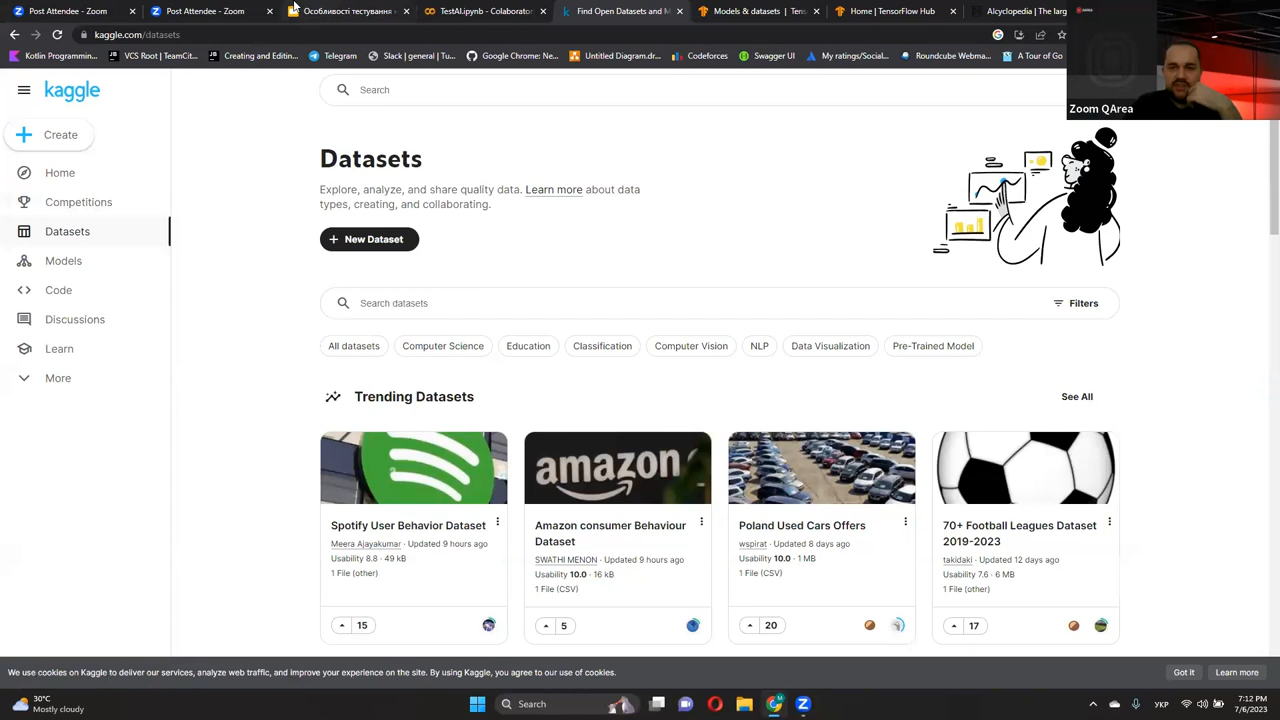 Post Attendee - Zoom
Post Attendee - Zoom
Особливості тестування н
TestAI.ipynb - Colaborator
Find Open Datasets and M
Models & datasets | Tens
Home | TensorFlow Hub
AIcyclopedia | The larg
kaggle.com/datasets
Kotlin Programming...
VCS Root | TeamCit...
Creating and Editin...
Telegram
Slack | general | Tu...
Google Chrome: Ne...
Untitled Diagram.dr...
Codeforces
Swagger UI
My ratings/Social...
Roundcube Webma...
A Tour of Go
Zoom QArea
kaggle
Search
Create
Home
Competitions
Datasets
Models
Code
Discussions
Learn
More
Datasets
Explore, analyze, and share quality data. Learn more about data
types, creating, and collaborating.
New Dataset
Search datasets
Filters
All datasets
Computer Science
Education
Classification
Computer Vision
NLP
Data Visualization
Pre-Trained Model
Trending Datasets
See All
amazon
Spotify User Behavior Dataset
Meera Ajayakumar · Updated 9 hours ago
Usability 8.8 · 49 kB
1 File (other)
15
Amazon consumer Behaviour
Dataset
SWATHI MENON · Updated 9 hours ago
Usability 10.0 · 16 kB
1 File (CSV)
5
Poland Used Cars Offers
wspirat · Updated 8 days ago
Usability 10.0 · 1 MB
1 File (CSV)
20
70+ Football Leagues Dataset
2019-2023
takidaki · Updated 12 days ago
Usability 7.6 · 6 MB
1 File (other)
17
We use cookies on Kaggle to deliver our services, analyze web traffic, and improve your experience on the site. By using Kaggle, you agree to our use of cookies.
Got it
Learn more
30°C
Mostly cloudy
Search
УКР
7:12 PM
7/6/2023